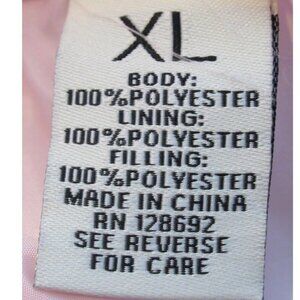 XL
BODY:
100%POLYESTER
LINING:
100%POLYESTER
FILLING:
100%POLYESTER
MADE IN CHINA
RN 128692
SEE REVERSE
FOR CARE